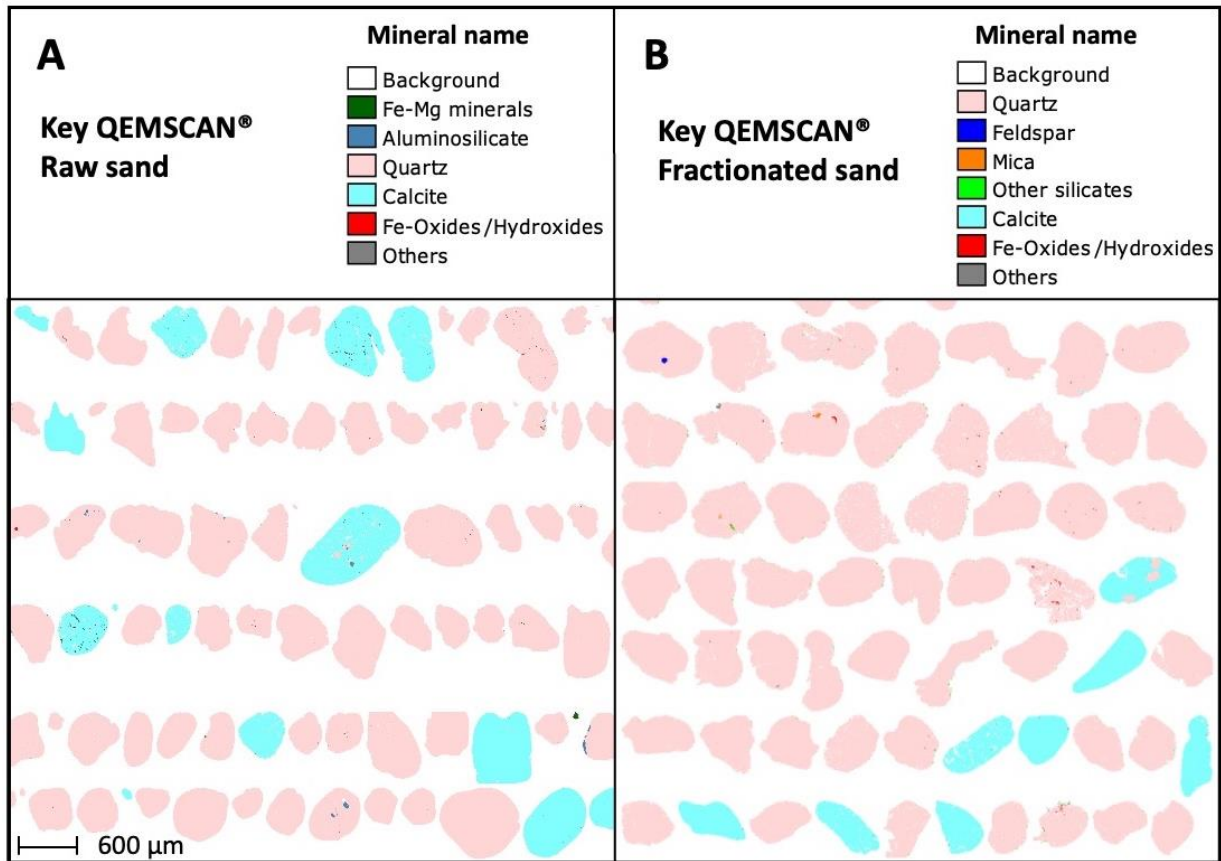 A
Key QEMSCAN®
Raw sand
Mineral name
Background
Fe-Mg minerals
Aluminosilicate
Quartz
Calcite
Fe-Oxides/Hydroxides
Others
B
Key QEMSCAN®
Fractionated sand
Mineral name
Background
Quartz
Feldspar
Mica
Other silicates
Calcite
Fe-Oxides/Hydroxides
Others
600 µm